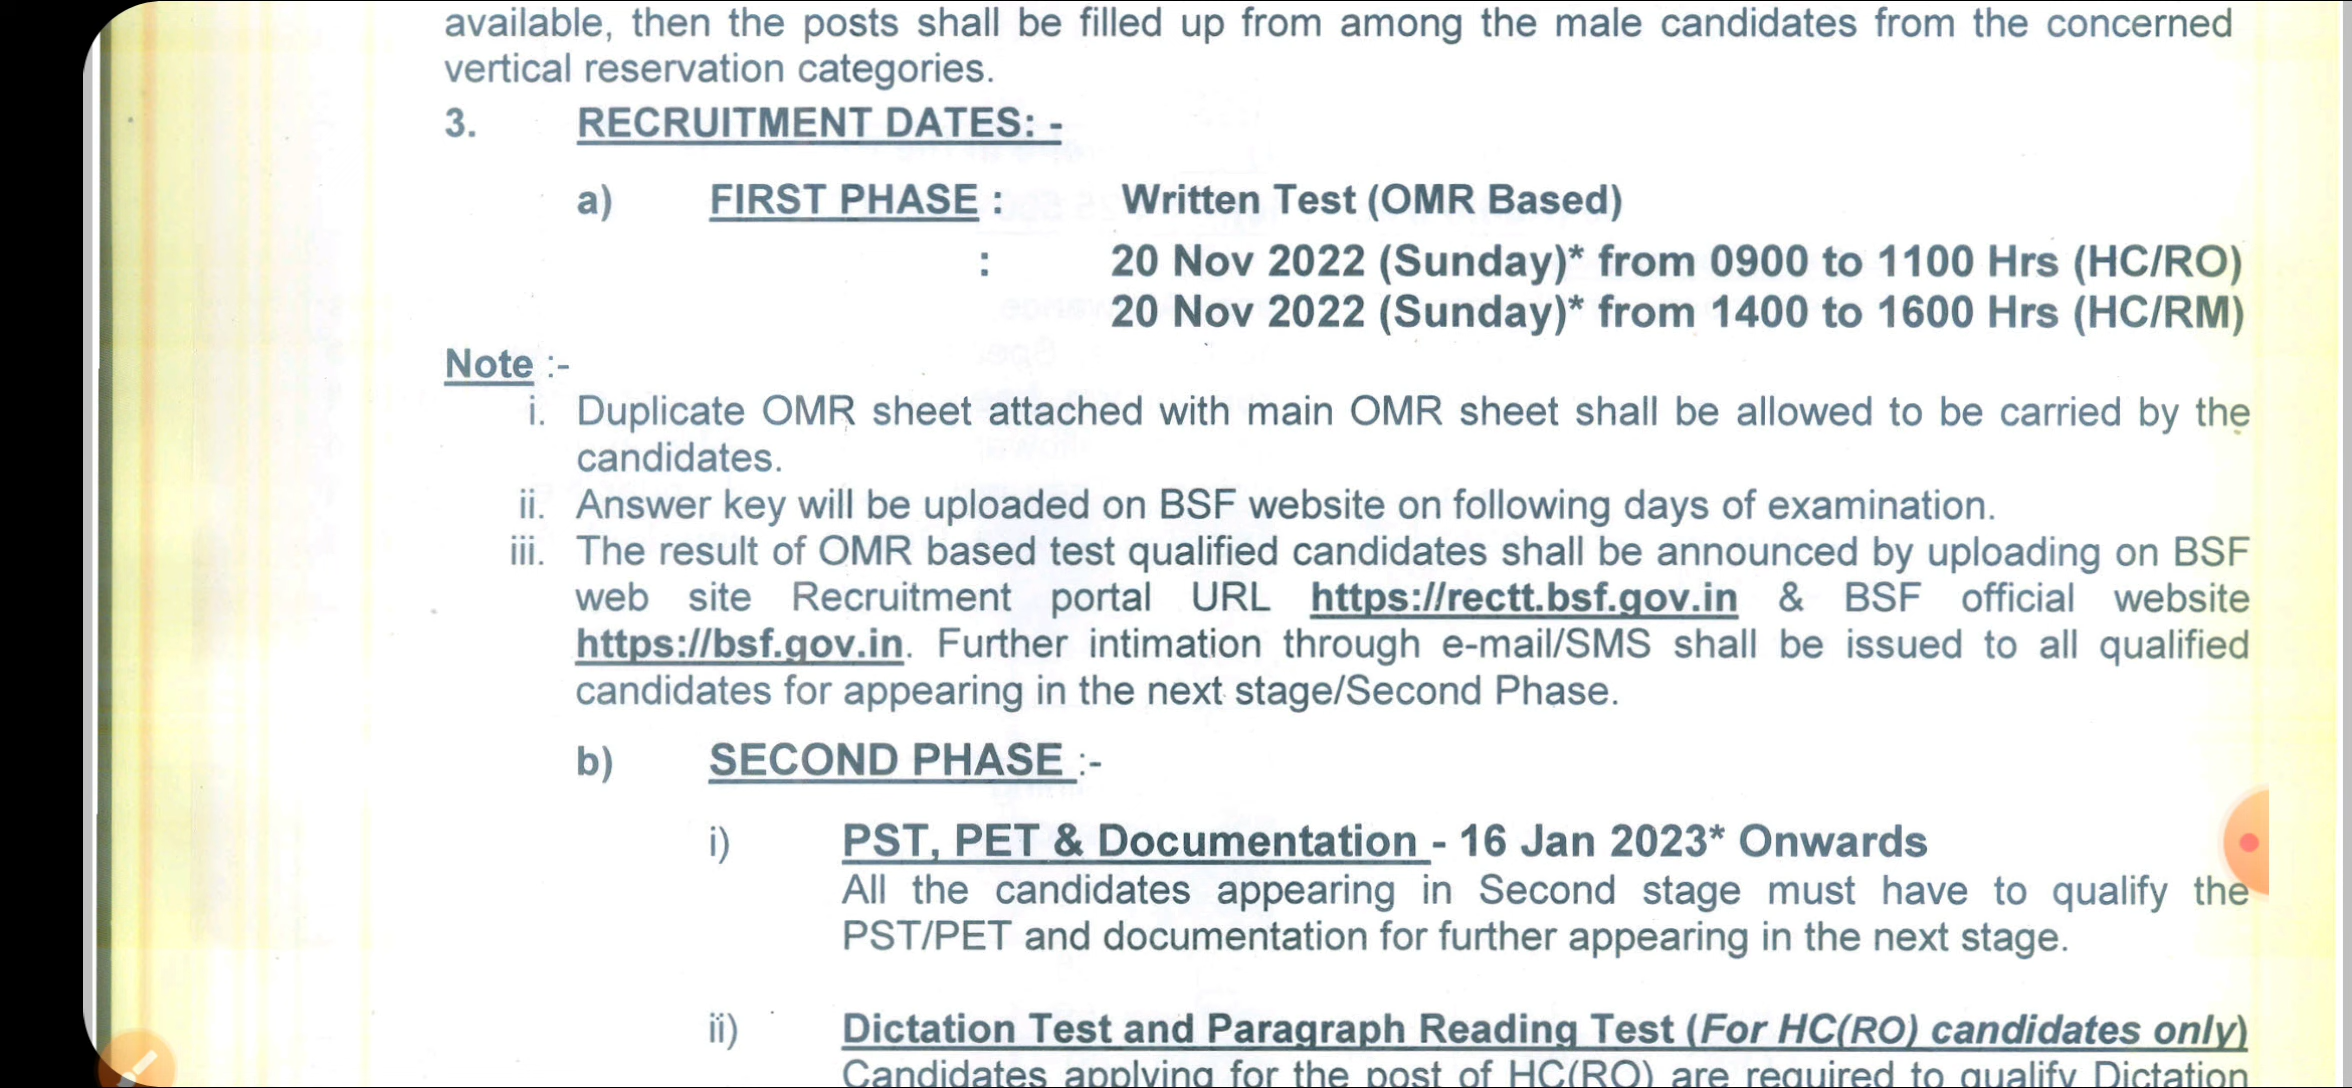 available, then the posts shall be filled up from among the male candidates from the concerned
vertical reservation categories.
3. RECRUITMENT DATES: -
a) FIRST PHASE : Written Test (OMR Based)
: 20 Nov 2022 (Sunday)* from 0900 to 1100 Hrs (HC/RO)
20 Nov 2022 (Sunday)* from 1400 to 1600 Hrs (HC/RM)
Note :-
i. Duplicate OMR sheet attached with main OMR sheet shall be allowed to be carried by the
candidates.
ii. Answer key will be uploaded on BSF website on following days of examination.
iii. The result of OMR based test qualified candidates shall be announced by uploading on BSF
web site Recruitment portal URL https://rectt.bsf.gov.in & BSF official website
https://bsf.gov.in. Further intimation through e-mail/SMS shall be issued to all qualified
candidates for appearing in the next stage/Second Phase.
b) SECOND PHASE :-
i) PST, PET & Documentation - 16 Jan 2023* Onwards
All the candidates appearing in Second stage must have to qualify the
PST/PET and documentation for further appearing in the next stage.
ii) Dictation Test and Paragraph Reading Test (For HC(RO) candidates only)
Candidates applying for the post of HC(RO) are required to qualify Dictation